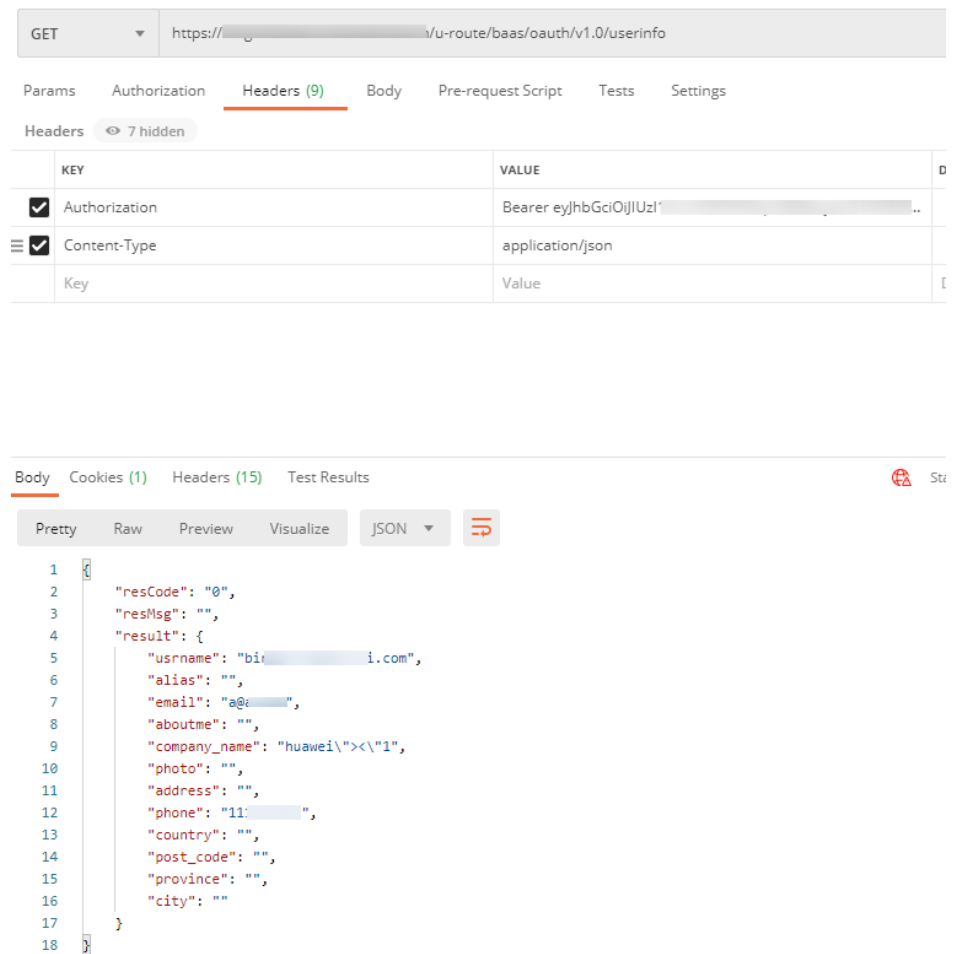 GET https:// /u-route/baas/oauth/v1.0/userinfo
Params Authorization Headers (9) Body Pre-request Script Tests Settings
Headers 7 hidden
KEY VALUE D
Authorization Bearer eyJhbGciOiJIUzI1 ..
Content-Type application/json
Key Value D
Body Cookies (1) Headers (15) Test Results Sta
Pretty Raw Preview Visualize JSON
1 {
2 "resCode": "0",
3 "resMsg": "",
4 "result": {
5 "usrname": "bin i.com",
6 "alias": "",
7 "email": "a@a ",
8 "aboutme": "",
9 "company_name": "huawei\"><\"1",
10 "photo": "",
11 "address": "",
12 "phone": "111 ",
13 "country": "",
14 "post_code": "",
15 "province": "",
16 "city": ""
17 }
18 }